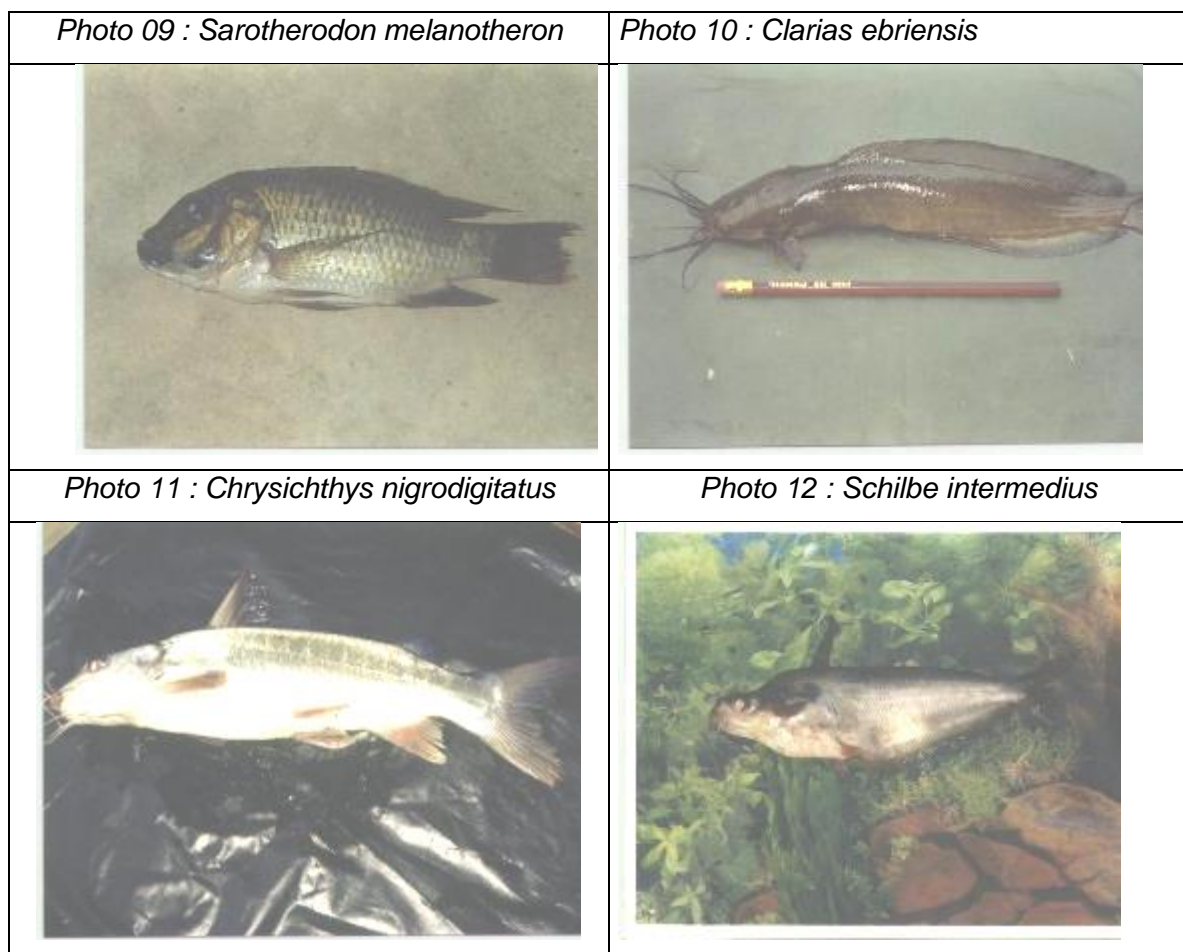 Photo 09 : Sarotherodon melanotheron
Photo 10 : Clarias ebriensis
Photo 11 : Chrysichthys nigrodigitatus
Photo 12 : Schilbe intermedius